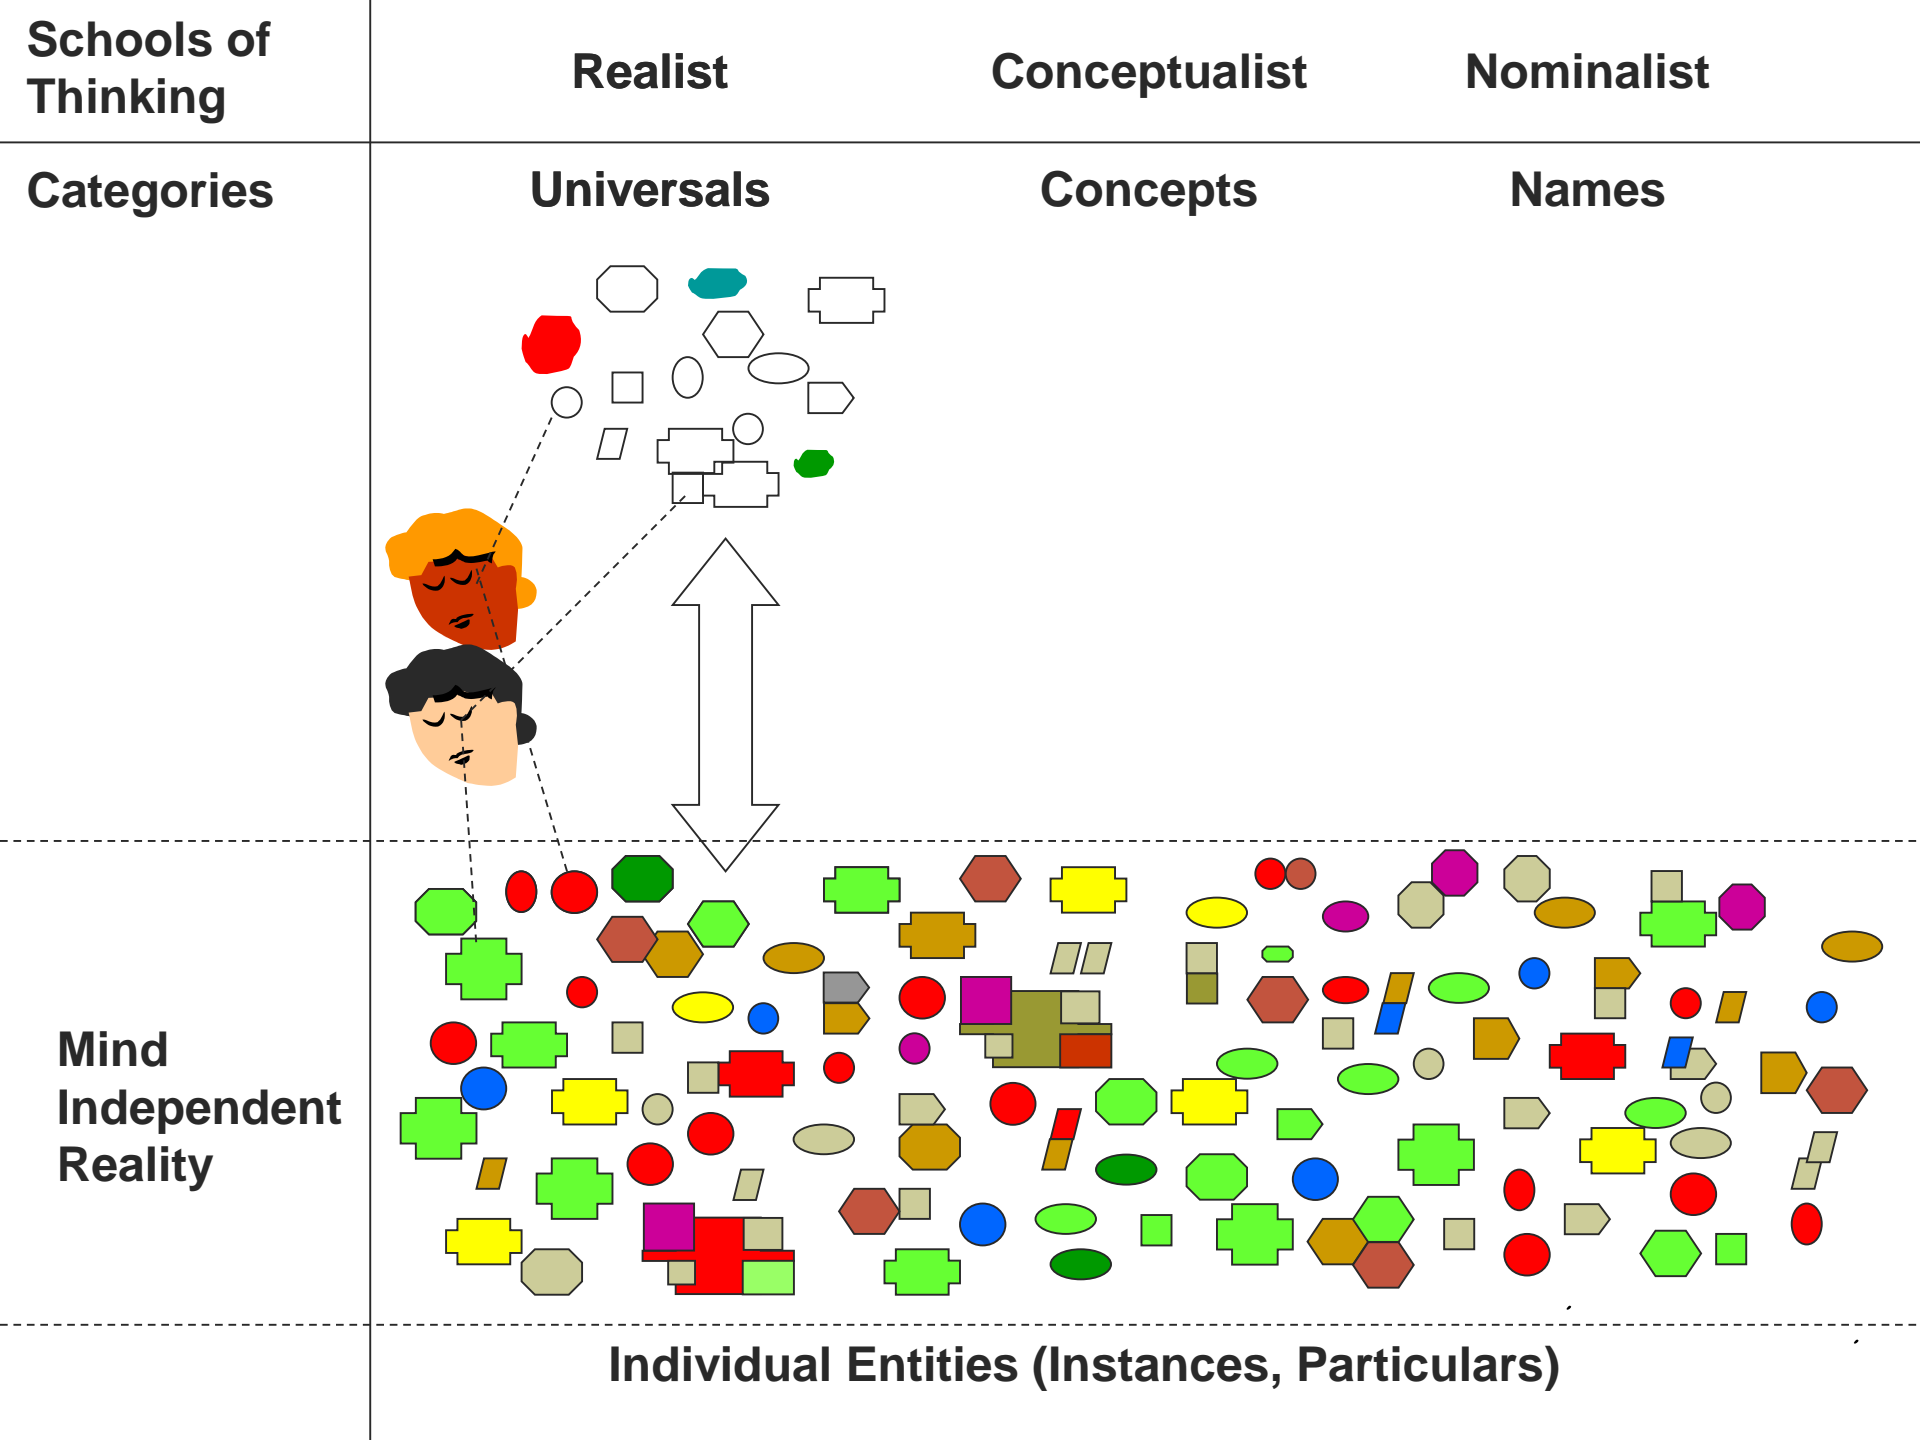 Schools of
Thinking
Realist
Conceptualist
Nominalist
Categories
Universals
Concepts
Names
Mind
Independent
Reality
Individual Entities (Instances, Particulars)